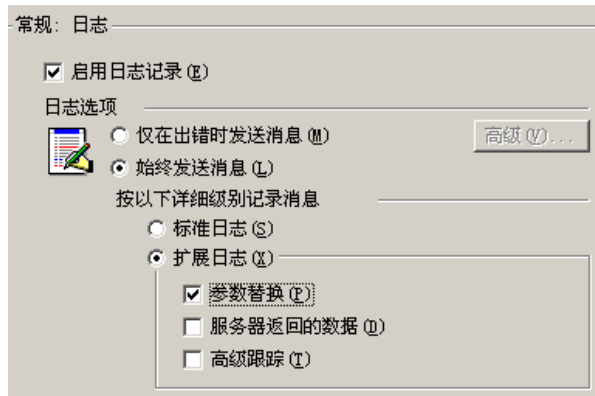 常规: 日志
启用日志记录(E)
日志选项
仅在出错时发送消息(M) 高级(V)...
始终发送消息(L)
按以下详细级别记录消息
标准日志(S)
扩展日志(X)
参数替换(P)
服务器返回的数据(D)
高级跟踪(T)